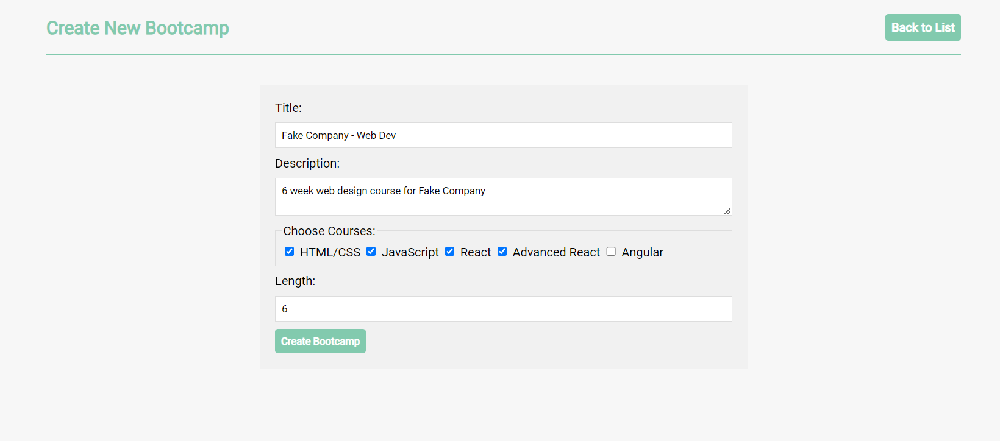 Create New Bootcamp
Back to List
Title:
Fake Company - Web Dev
Description:
6 week web design course for Fake Company
Choose Courses:
HTML/CSS JavaScript React Advanced React Angular
Length:
6
Create Bootcamp